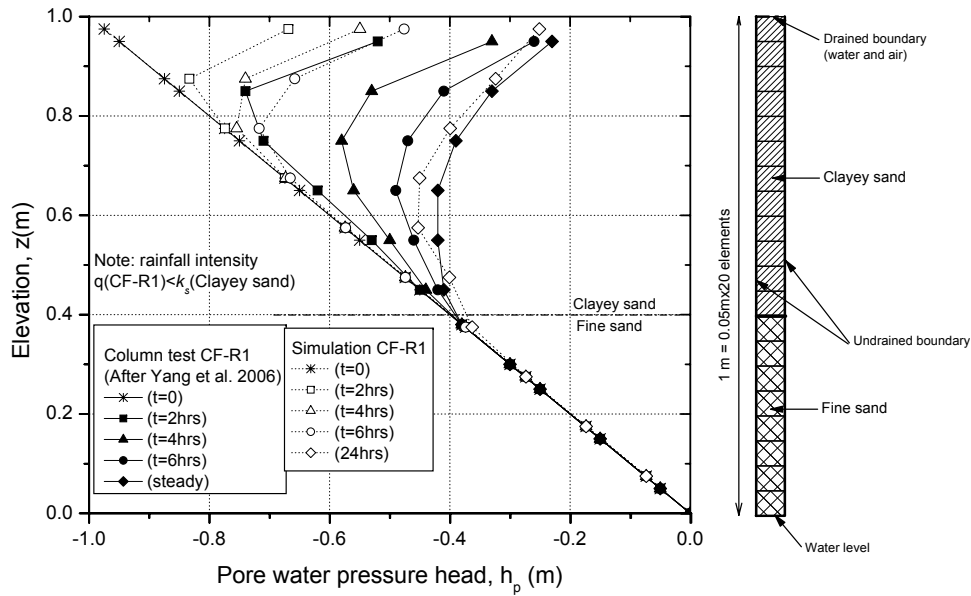 1.0
0.8
0.6
0.4
0.2
0.0
Elevation, z(m)
-1.0
-0.8
-0.6
-0.4
-0.2
0.0
Pore water pressure head, hp (m)
Note: rainfall intensity
q(CF-R1)<ks(Clayey sand)
Clayey sand
Fine sand
Column test CF-R1
(After Yang et al. 2006)
(t=0)
(t=2hrs)
(t=4hrs)
(t=6hrs)
(steady)
Simulation CF-R1
(t=0)
(t=2hrs)
(t=4hrs)
(t=6hrs)
(24hrs)
1 m = 0.05mx20 elements
Drained boundary
(water and air)
Clayey sand
Undrained boundary
Fine sand
Water level